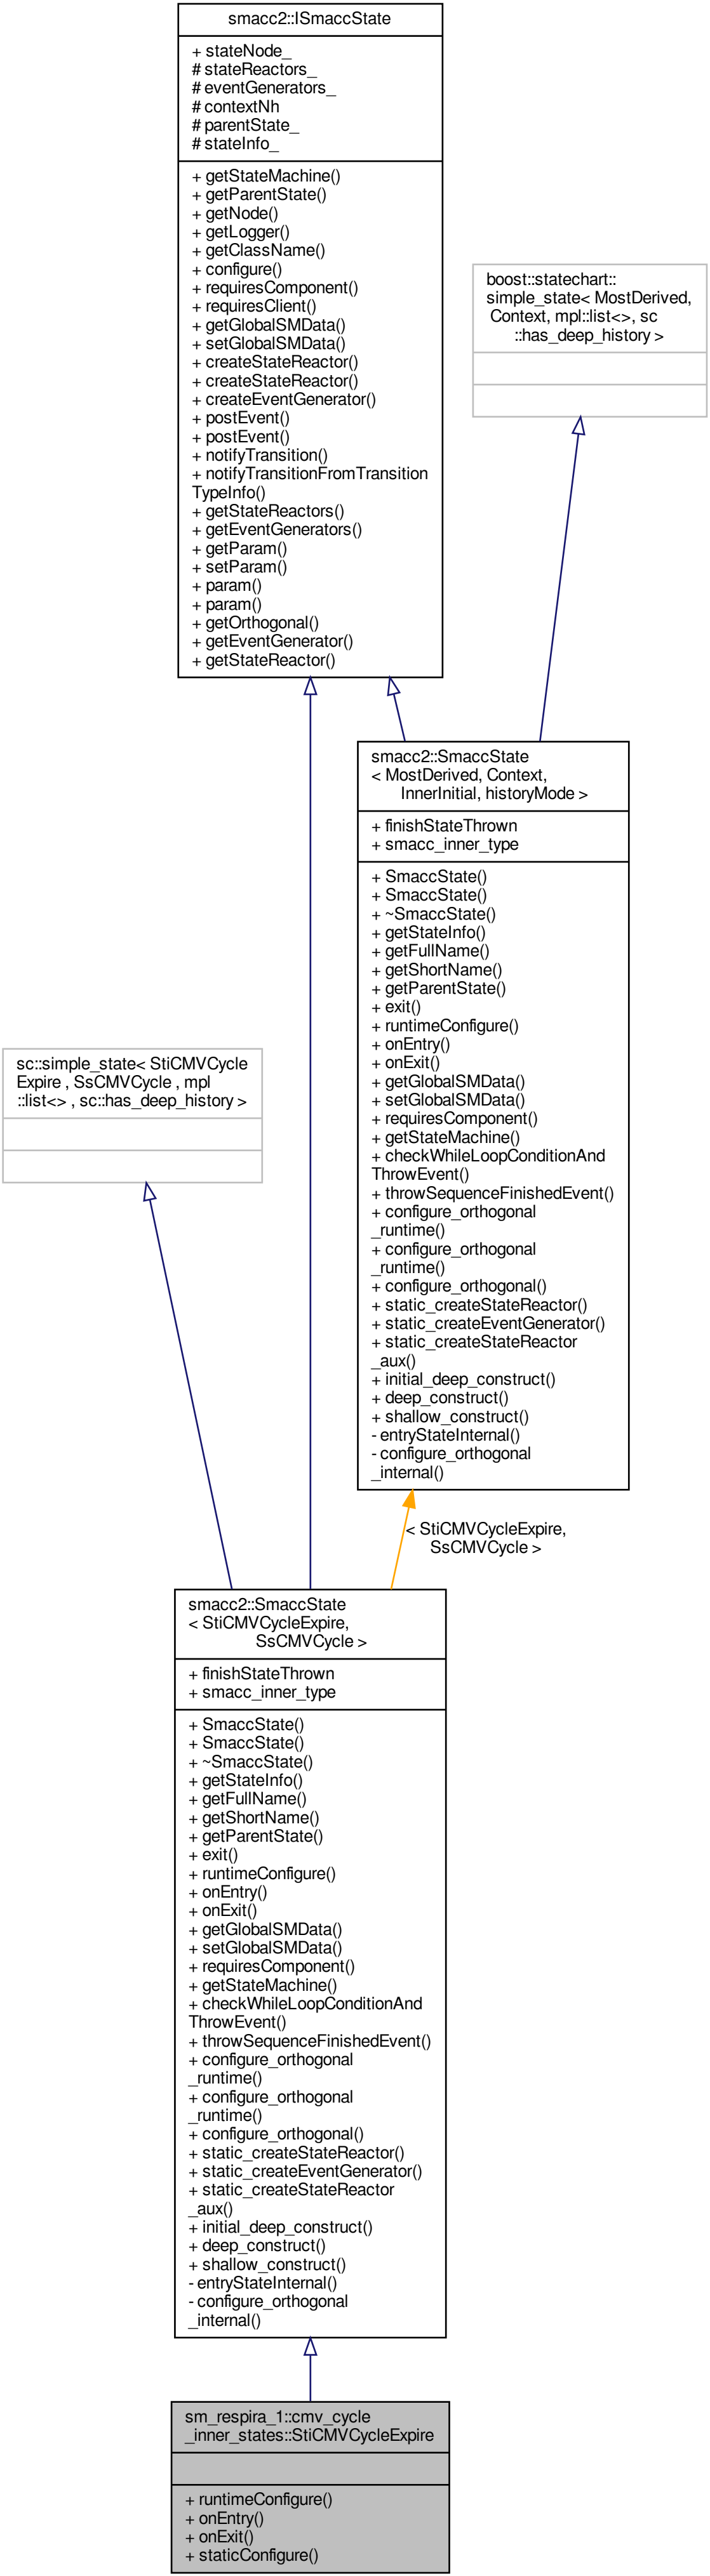 smacc2::ISmaccState
+ stateNode_
# stateReactors_
# eventGenerators_
# contextNh
# parentState_
# stateInfo_
+ getStateMachine()
+ getParentState()
+ getNode()
+ getLogger()
+ getClassName()
+ configure()
+ requiresComponent()
+ requiresClient()
+ getGlobalSMData()
+ setGlobalSMData()
+ createStateReactor()
+ createStateReactor()
+ createEventGenerator()
+ postEvent()
+ postEvent()
+ notifyTransition()
+ notifyTransitionFromTransition
TypeInfo()
+ getStateReactors()
+ getEventGenerators()
+ getParam()
+ setParam()
+ param()
+ param()
+ getOrthogonal()
+ getEventGenerator()
+ getStateReactor()
boost::statechart::
simple_state< MostDerived,
Context, mpl::list<>, sc
::has_deep_history >
smacc2::SmaccState
< MostDerived, Context,
InnerInitial, historyMode >
+ finishStateThrown
+ smacc_inner_type
+ SmaccState()
+ SmaccState()
+ ~SmaccState()
+ getStateInfo()
+ getFullName()
+ getShortName()
+ getParentState()
+ exit()
+ runtimeConfigure()
+ onEntry()
+ onExit()
+ getGlobalSMData()
+ setGlobalSMData()
+ requiresComponent()
+ getStateMachine()
+ checkWhileLoopConditionAnd
ThrowEvent()
+ throwSequenceFinishedEvent()
+ configure_orthogonal
_runtime()
+ configure_orthogonal
_runtime()
+ configure_orthogonal()
+ static_createStateReactor()
+ static_createEventGenerator()
+ static_createStateReactor
_aux()
+ initial_deep_construct()
+ deep_construct()
+ shallow_construct()
- entryStateInternal()
- configure_orthogonal
_internal()
sc::simple_state< StiCMVCycle
Expire , SsCMVCycle , mpl
::list<> , sc::has_deep_history >
< StiCMVCycleExpire,
SsCMVCycle >
smacc2::SmaccState
< StiCMVCycleExpire,
SsCMVCycle >
+ finishStateThrown
+ smacc_inner_type
+ SmaccState()
+ SmaccState()
+ ~SmaccState()
+ getStateInfo()
+ getFullName()
+ getShortName()
+ getParentState()
+ exit()
+ runtimeConfigure()
+ onEntry()
+ onExit()
+ getGlobalSMData()
+ setGlobalSMData()
+ requiresComponent()
+ getStateMachine()
+ checkWhileLoopConditionAnd
ThrowEvent()
+ throwSequenceFinishedEvent()
+ configure_orthogonal
_runtime()
+ configure_orthogonal
_runtime()
+ configure_orthogonal()
+ static_createStateReactor()
+ static_createEventGenerator()
+ static_createStateReactor
_aux()
+ initial_deep_construct()
+ deep_construct()
+ shallow_construct()
- entryStateInternal()
- configure_orthogonal
_internal()
sm_respira_1::cmv_cycle
_inner_states::StiCMVCycleExpire
+ runtimeConfigure()
+ onEntry()
+ onExit()
+ staticConfigure()